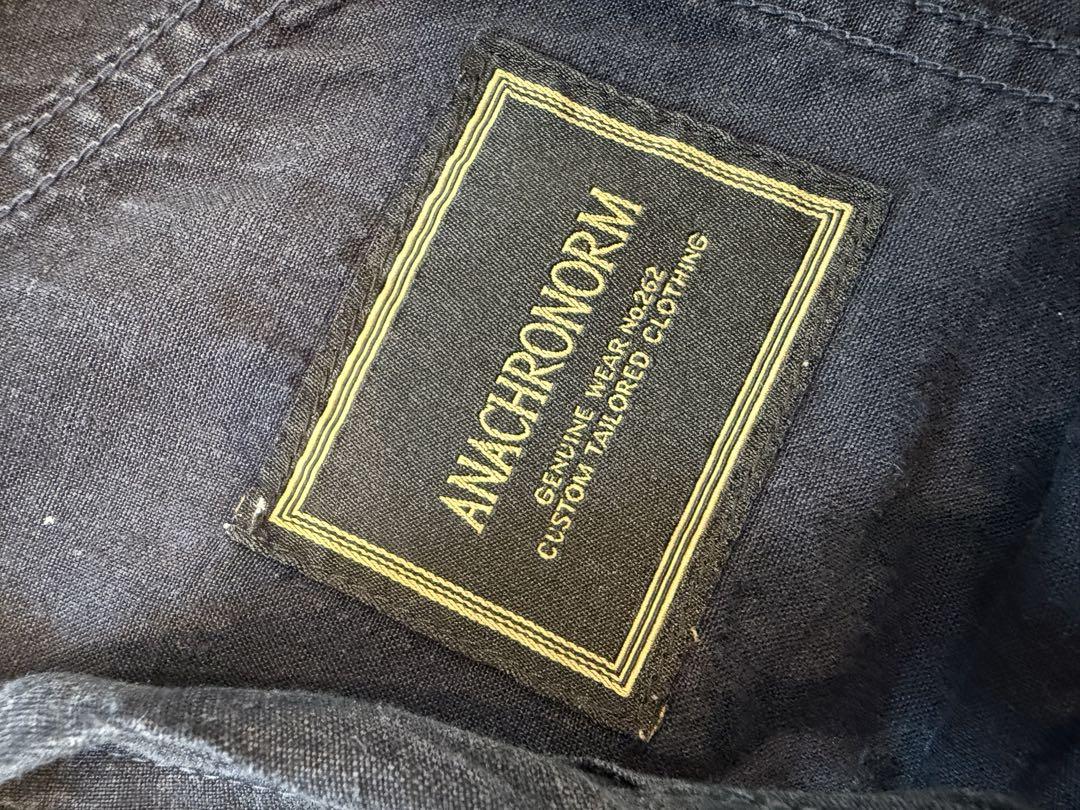 ANACHRONORM
GENUINE WEAR No.262
CUSTOM TAILORED CLOTHING